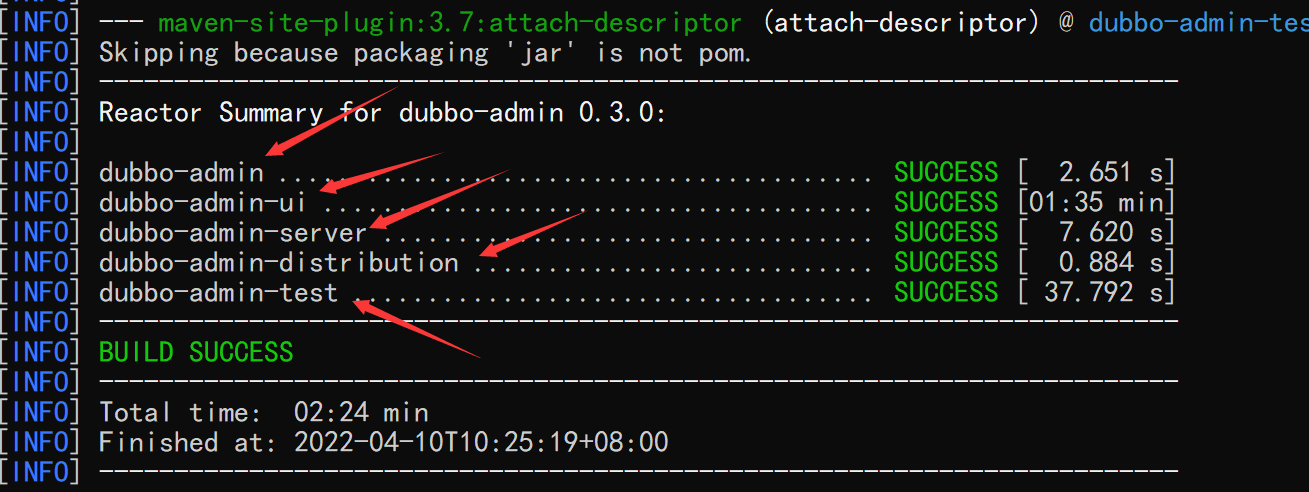 [INFO] --- maven-site-plugin:3.7:attach-descriptor (attach-descriptor) @ dubbo-admin-tes
[INFO] Skipping because packaging 'jar' is not pom.
[INFO] ------------------------------------------------------------------------
[INFO] Reactor Summary for dubbo-admin 0.3.0:
[INFO]
[INFO] dubbo-admin ........................................ SUCCESS [  2.651 s]
[INFO] dubbo-admin-ui ..................................... SUCCESS [01:35 min]
[INFO] dubbo-admin-server ................................. SUCCESS [  7.620 s]
[INFO] dubbo-admin-distribution ........................... SUCCESS [  0.884 s]
[INFO] dubbo-admin-test ................................... SUCCESS [ 37.792 s]
[INFO] ------------------------------------------------------------------------
[INFO] BUILD SUCCESS
[INFO] ------------------------------------------------------------------------
[INFO] Total time:  02:24 min
[INFO] Finished at: 2022-04-10T10:25:19+08:00
[INFO] ------------------------------------------------------------------------